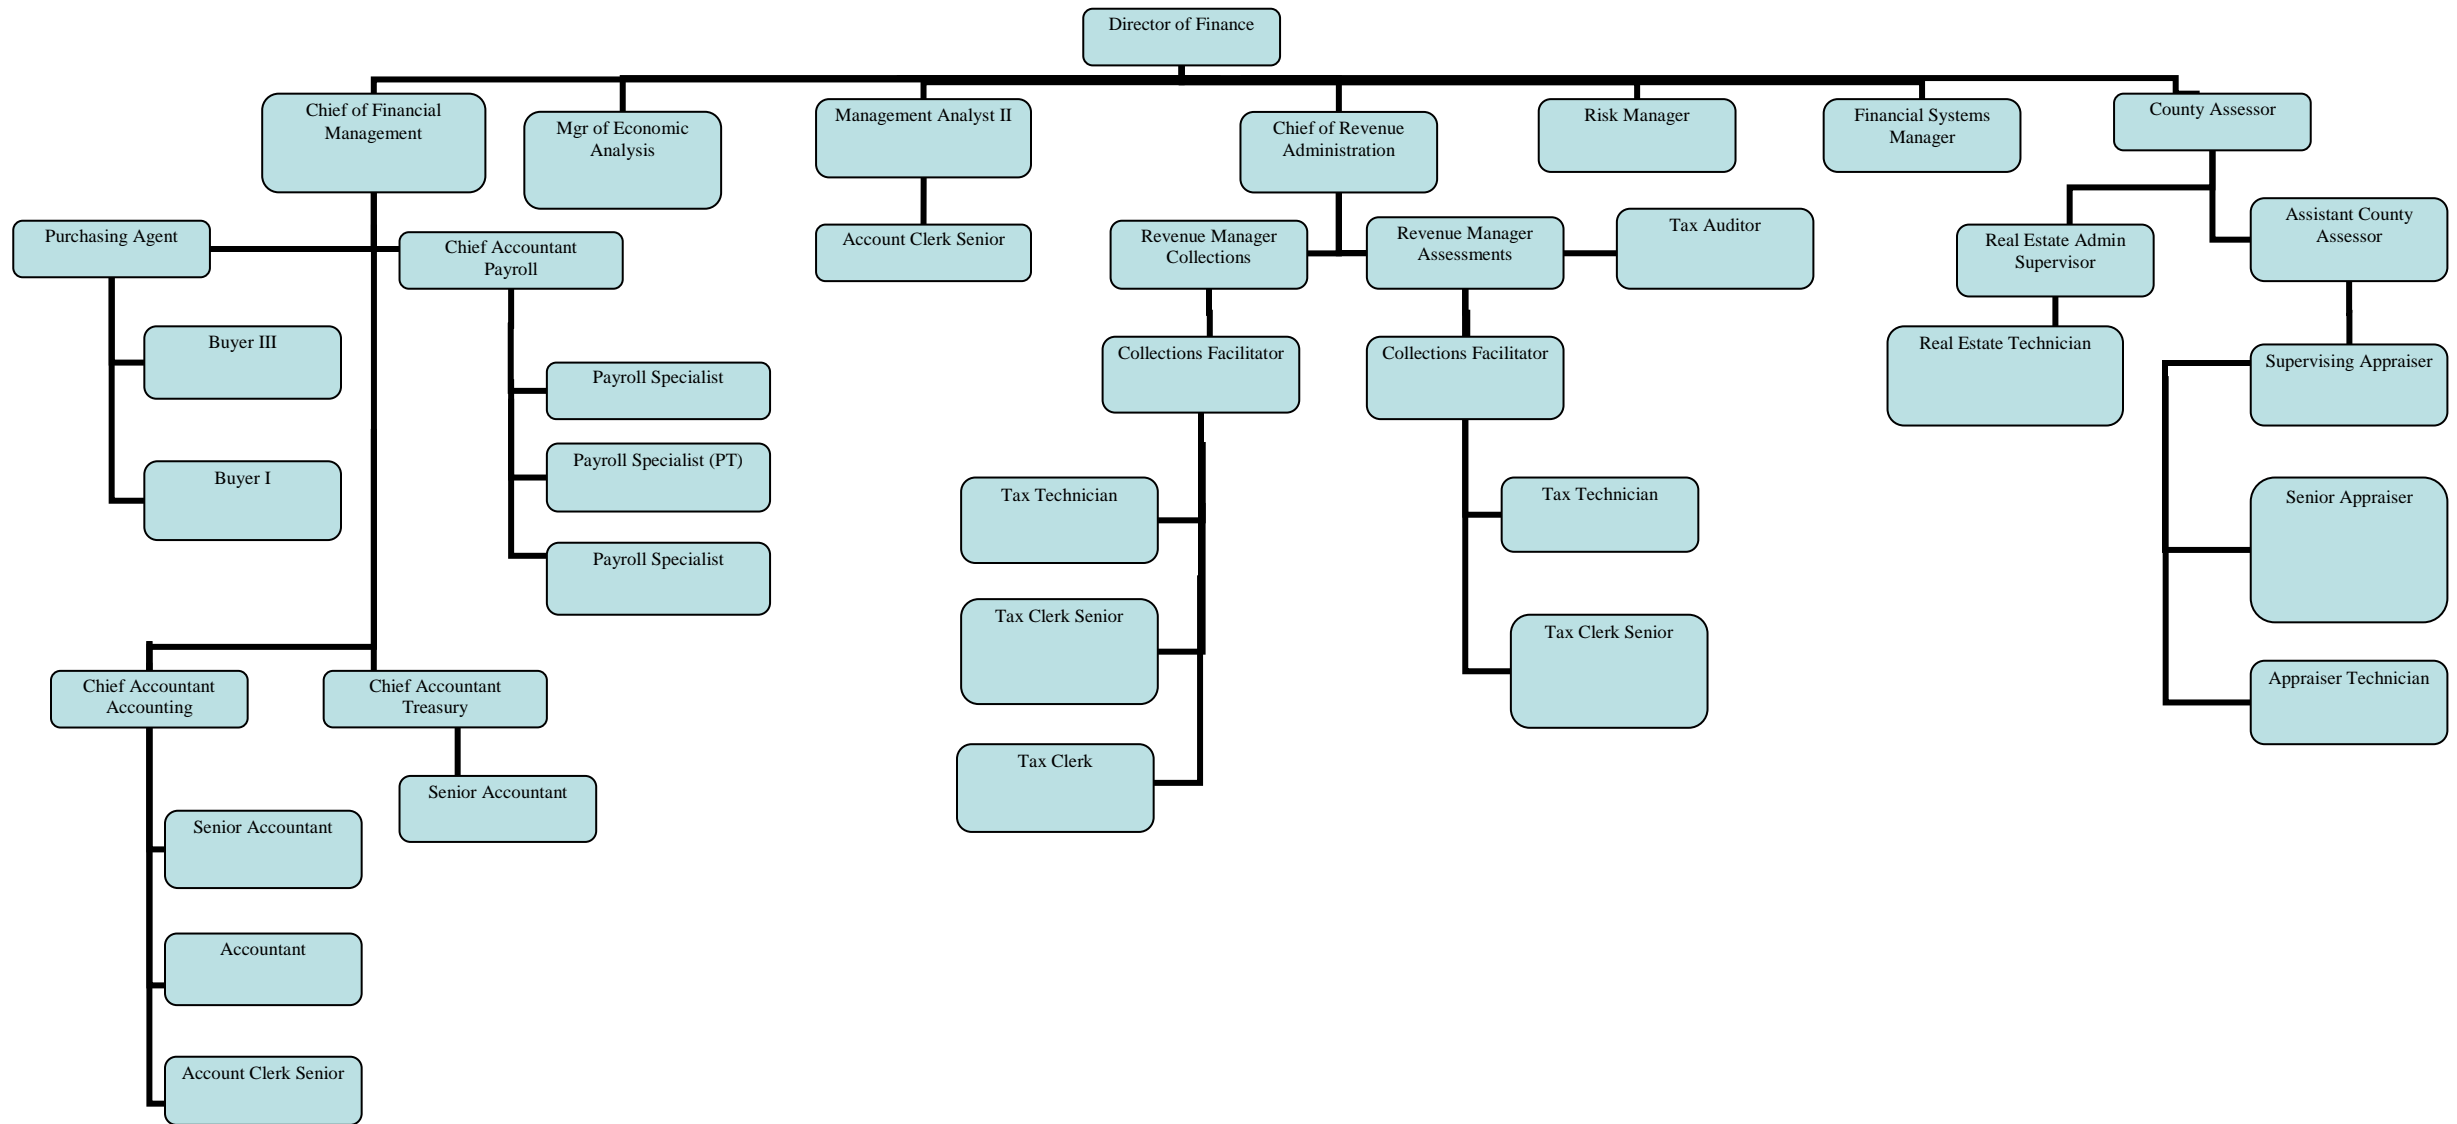 Director of Finance
Chief of Financial
Management
Mgr of Economic
Analysis
Management Analyst II
Chief of Revenue
Administration
Risk Manager
Financial Systems
Manager
County Assessor
Purchasing Agent
Chief Accountant
Payroll
Account Clerk Senior
Revenue Manager
Collections
Revenue Manager
Assessments
Tax Auditor
Real Estate Admin
Supervisor
Assistant County
Assessor
Buyer III
Payroll Specialist
Collections Facilitator
Collections Facilitator
Real Estate Technician
Supervising Appraiser
Buyer I
Payroll Specialist (PT)
Tax Technician
Tax Technician
Senior Appraiser
Payroll Specialist
Tax Clerk Senior
Tax Clerk Senior
Chief Accountant
Accounting
Chief Accountant
Treasury
Tax Clerk
Appraiser Technician
Senior Accountant
Senior Accountant
Accountant
Account Clerk Senior